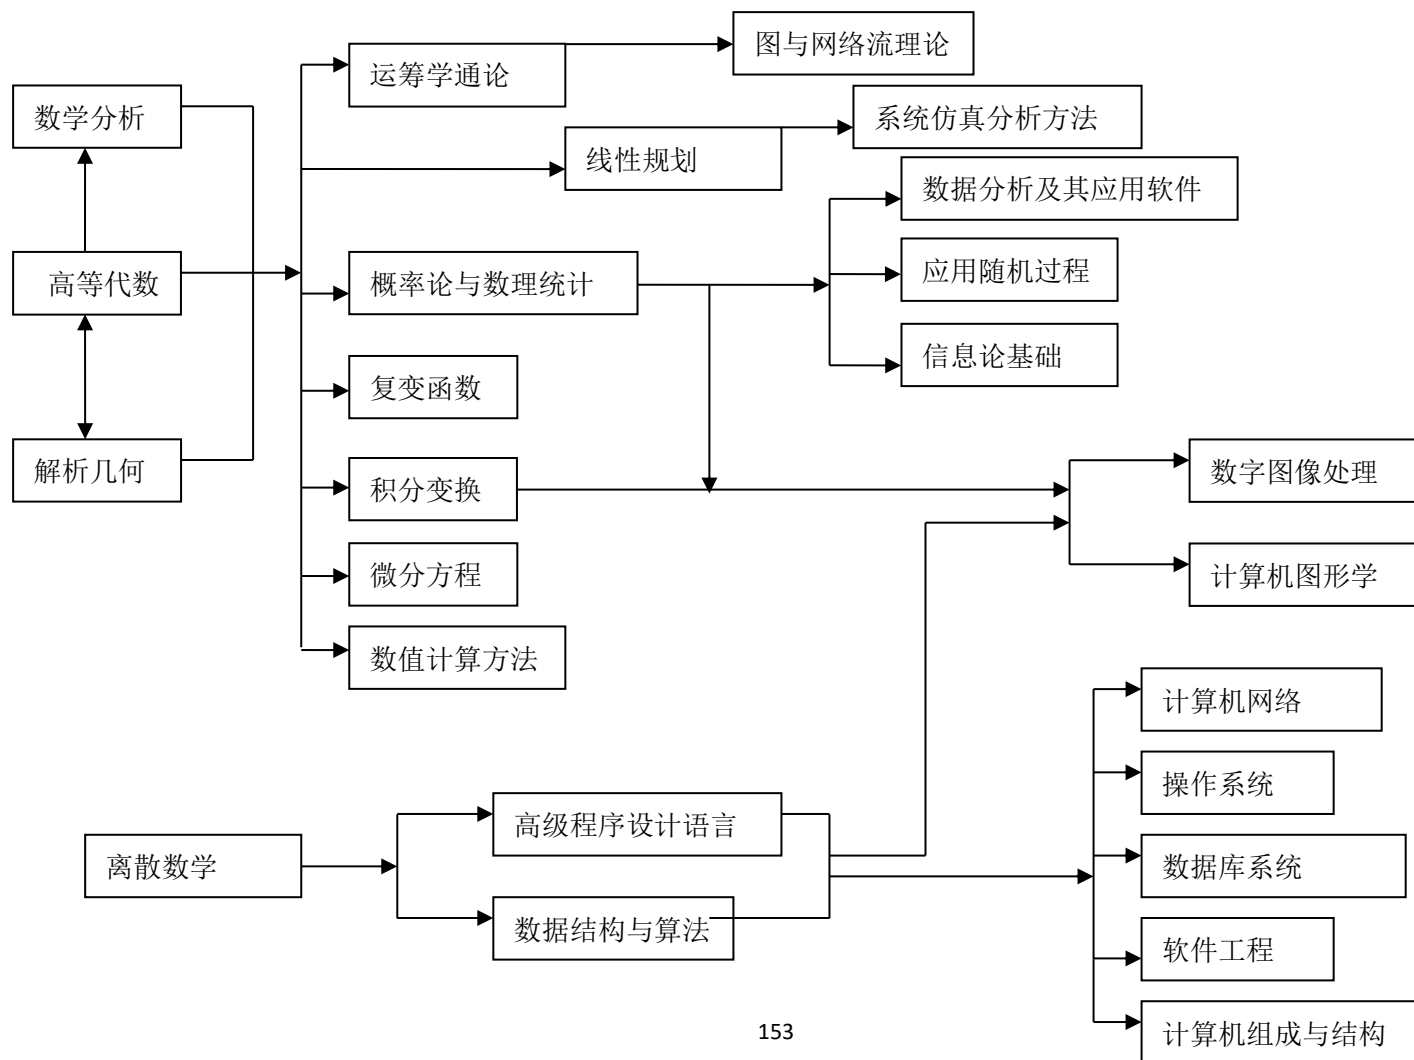 图与网络流理论
运筹学通论
数学分析
系统仿真分析方法
线性规划
数据分析及其应用软件
高等代数
概率论与数理统计
应用随机过程
信息论基础
复变函数
解析几何
数字图像处理
积分变换
微分方程
计算机图形学
数值计算方法
计算机网络
操作系统
高级程序设计语言
离散数学
数据库系统
数据结构与算法
软件工程
计算机组成与结构
153